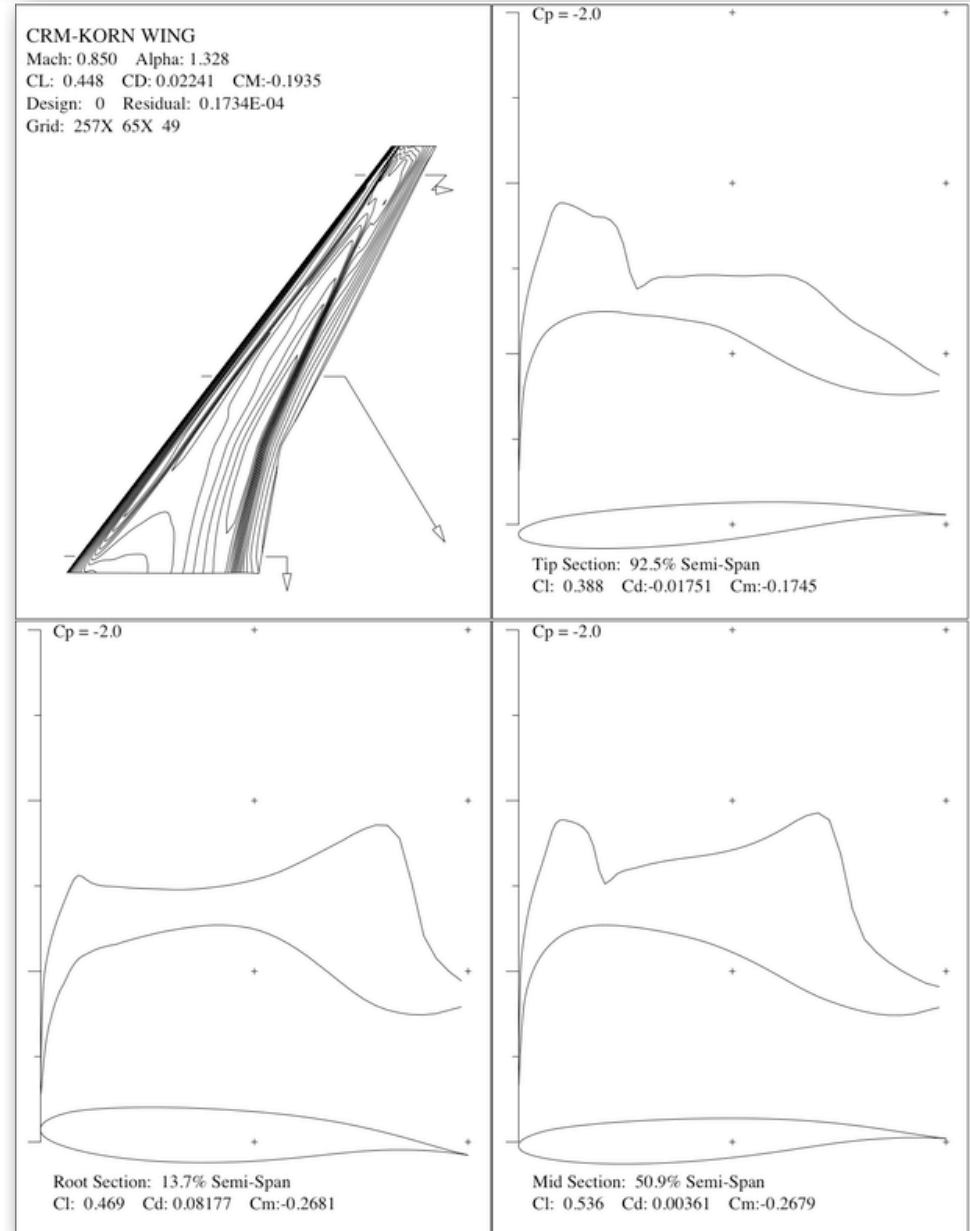 CRM-KORN WING
Mach: 0.850 Alpha: 1.328
CL: 0.448 CD: 0.02241 CM:-0.1935
Design: 0 Residual: 0.1734E-04
Grid: 257X 65X 49
Cp = -2.0
Tip Section: 92.5% Semi-Span
Cl: 0.388 Cd:-0.01751 Cm:-0.1745
Cp = -2.0
Root Section: 13.7% Semi-Span
Cl: 0.469 Cd: 0.08177 Cm:-0.2681
Cp = -2.0
Mid Section: 50.9% Semi-Span
Cl: 0.536 Cd: 0.00361 Cm:-0.2679